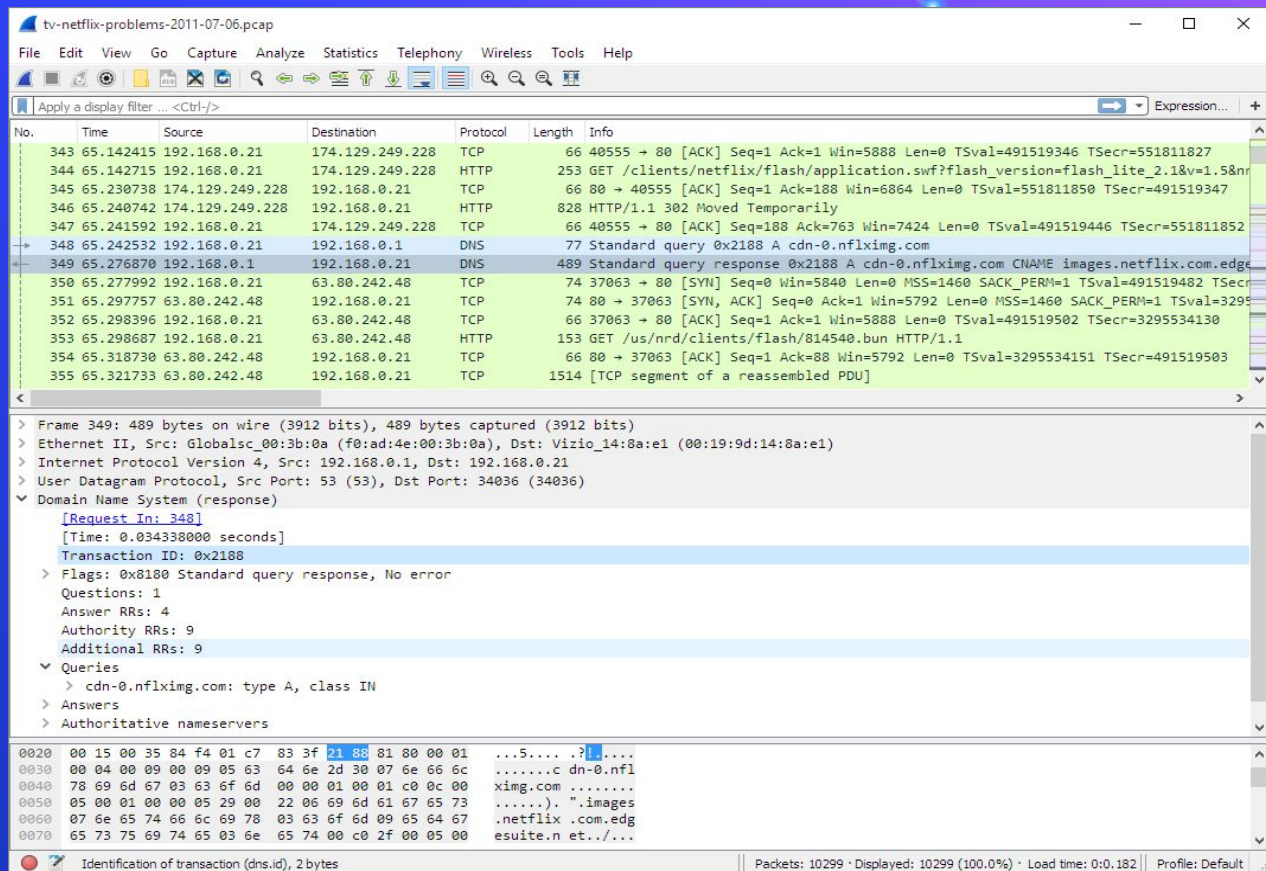 tv-netflix-problems-2011-07-06.pcap
File Edit View Go Capture Analyze Statistics Telephony Wireless Tools Help
Apply a display filter ... <Ctrl-/> Expression... +
No. Time Source Destination Protocol Length Info
343 65.142415 192.168.0.21 174.129.249.228 TCP 66 40555 → 80 [ACK] Seq=1 Ack=1 Win=5888 Len=0 TSval=491519346 TSecr=551811827
344 65.142715 192.168.0.21 174.129.249.228 HTTP 253 GET /clients/netflix/flash/application.swf?flash_version=flash_lite_2.1&v=1.5&nr
345 65.230738 174.129.249.228 192.168.0.21 TCP 66 80 → 40555 [ACK] Seq=1 Ack=188 Win=6864 Len=0 TSval=551811850 TSecr=491519347
346 65.240742 174.129.249.228 192.168.0.21 HTTP 828 HTTP/1.1 302 Moved Temporarily
347 65.241592 192.168.0.21 174.129.249.228 TCP 66 40555 → 80 [ACK] Seq=188 Ack=763 Win=7424 Len=0 TSval=491519446 TSecr=551811852
348 65.242532 192.168.0.21 192.168.0.1 DNS 77 Standard query 0x2188 A cdn-0.nflximg.com
349 65.276870 192.168.0.1 192.168.0.21 DNS 489 Standard query response 0x2188 A cdn-0.nflximg.com CNAME images.netflix.com.edge
350 65.277992 192.168.0.21 63.80.242.48 TCP 74 37063 → 80 [SYN] Seq=0 Win=5840 Len=0 MSS=1460 SACK_PERM=1 TSval=491519482 TSecr
351 65.297757 63.80.242.48 192.168.0.21 TCP 74 80 → 37063 [SYN, ACK] Seq=0 Ack=1 Win=5792 Len=0 MSS=1460 SACK_PERM=1 TSval=3295
352 65.298396 192.168.0.21 63.80.242.48 TCP 66 37063 → 80 [ACK] Seq=1 Ack=1 Win=5888 Len=0 TSval=491519502 TSecr=3295534130
353 65.298687 192.168.0.21 63.80.242.48 HTTP 153 GET /us/nrd/clients/flash/814540.bun HTTP/1.1
354 65.318730 63.80.242.48 192.168.0.21 TCP 66 80 → 37063 [ACK] Seq=1 Ack=88 Win=5792 Len=0 TSval=3295534151 TSecr=491519503
355 65.321733 63.80.242.48 192.168.0.21 TCP 1514 [TCP segment of a reassembled PDU]
> Frame 349: 489 bytes on wire (3912 bits), 489 bytes captured (3912 bits)
> Ethernet II, Src: Globalsc_00:3b:0a (f0:ad:4e:00:3b:0a), Dst: Vizio_14:8a:e1 (00:19:9d:14:8a:e1)
> Internet Protocol Version 4, Src: 192.168.0.1, Dst: 192.168.0.21
> User Datagram Protocol, Src Port: 53 (53), Dst Port: 34036 (34036)
Domain Name System (response)
[Request In: 348]
[Time: 0.034338000 seconds]
Transaction ID: 0x2188
> Flags: 0x8180 Standard query response, No error
Questions: 1
Answer RRs: 4
Authority RRs: 9
Additional RRs: 9
Queries
> cdn-0.nflximg.com: type A, class IN
> Answers
> Authoritative nameservers
0020 00 15 00 35 84 f4 01 c7 83 3f 21 88 81 80 00 01 ...5.... .?!.....
0030 00 04 00 09 00 09 05 63 64 6e 2d 30 07 6e 66 6c .......c dn-0.nfl
0040 78 69 6d 67 03 63 6f 6d 00 00 01 00 01 c0 0c 00 ximg.com ........
0050 05 00 01 00 00 05 29 00 22 06 69 6d 61 67 65 73 ......). ".images
0060 07 6e 65 74 66 6c 69 78 03 63 6f 6d 09 65 64 67 .netflix .com.edg
0070 65 73 75 69 74 65 03 6e 65 74 00 c0 2f 00 05 00 esuite.n et../...
Identification of transaction (dns.id), 2 bytes Packets: 10299 · Displayed: 10299 (100.0%) · Load time: 0:0.182 Profile: Default